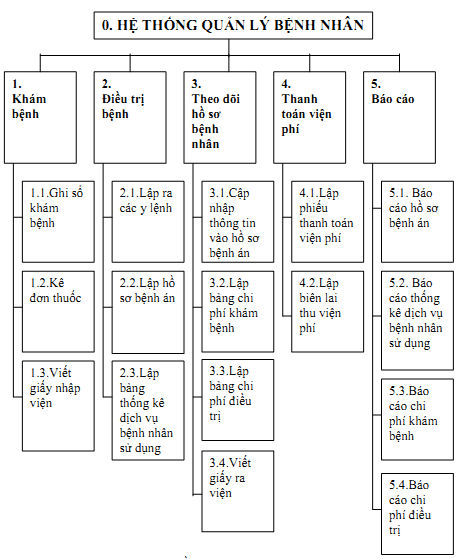 0. HỆ THỐNG QUẢN LÝ BỆNH NHÂN
1.
Khám
bệnh
2.
Điều trị
bệnh
3.
Theo dõi
hồ sơ
bệnh
nhân
4.
Thanh
toán viện
phí
5.
Báo cáo
1.1.Ghi sổ
khám
bệnh
1.2.Kê
đơn thuốc
1.3.Viết
giấy nhập
viện
2.1.Lập ra
các y lệnh
2.2.Lập hồ
sơ bệnh án
2.3.Lập
bảng
thống kê
dịch vụ
bệnh nhân
sử dụng
3.1.Cập
nhập
thông tin
vào hồ sơ
bệnh án
3.2.Lập
bảng chi
phí khám
bệnh
3.3.Lập
bảng chi
phí điều
trị
3.4.Viết
giấy ra
viện
4.1.Lập
phiếu
thanh toán
viện phí
4.2.Lập
biên lai
thu viện
phí
5.1. Báo
cáo hồ sơ
bệnh án
5.2. Báo
cáo thống
kê dịch vụ
bệnh nhân
sử dụng
5.3.Báo
cáo chi
phí khám
bệnh
5.4.Báo
cáo chi
phí điều
trị